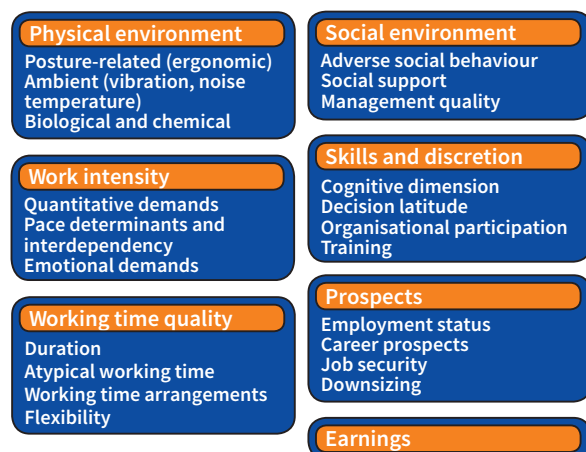 Physical environment
Posture-related (ergonomic)
Ambient (vibration, noise
temperature)
Biological and chemical
Work intensity
Quantitative demands
Pace determinants and
interdependency
Emotional demands
Working time quality
Duration
Atypical working time
Working time arrangements
Flexibility
Social environment
Adverse social behaviour
Social support
Management quality
Skills and discretion
Cognitive dimension
Decision latitude
Organisational participation
Training
Prospects
Employment status
Career prospects
Job security
Downsizing
Earnings